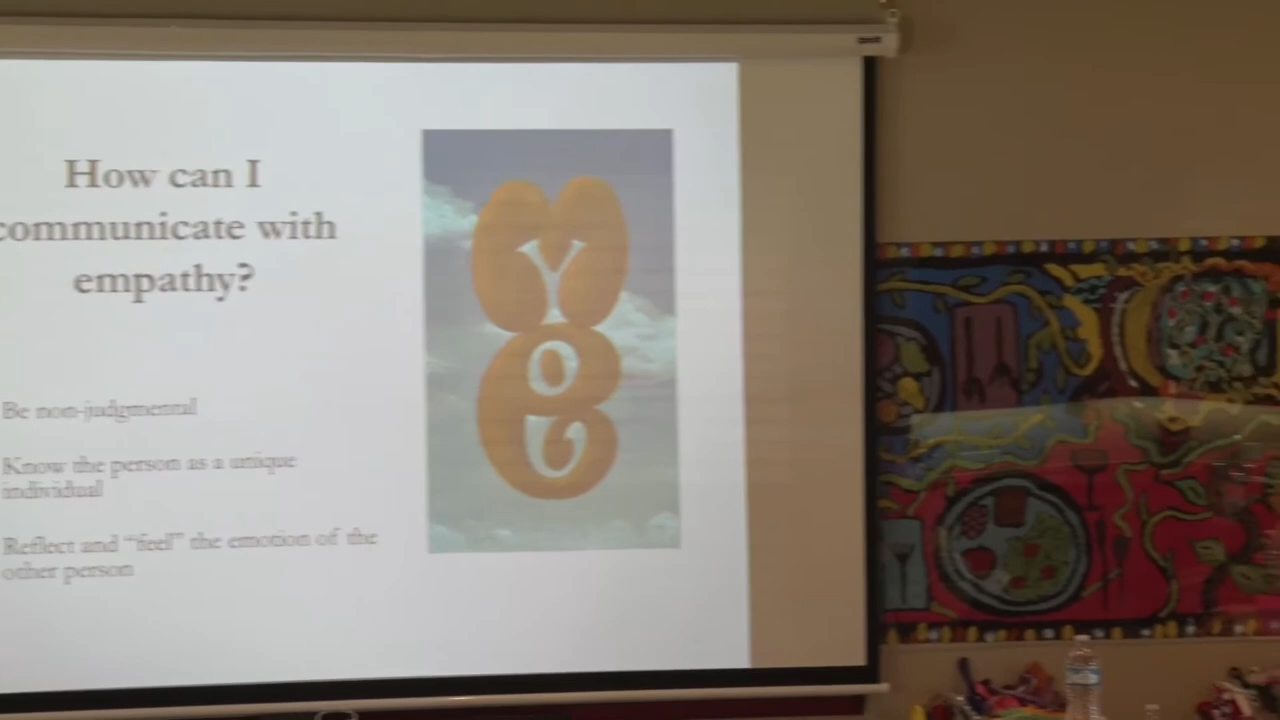 How can I
communicate with
empathy?
Be non-judgmental
Know the person as a unique
individual
Reflect and "feel" the emotion of the
other person
Y
O
U